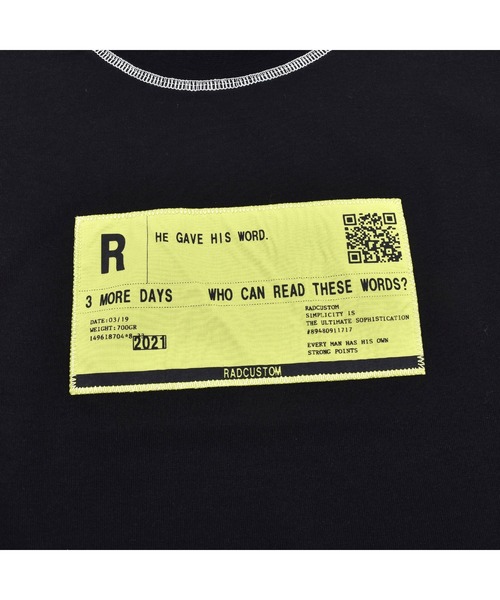 R
HE GAVE HIS WORD.
3 MORE DAYS
WHO CAN READ THESE WORDS?
DATE:03/19
WEIGHT:700GR
2021
RADCUSTOM
SIMPLICITY IS
THE ULTIMATE SOPHISTICATION
#89480911717
EVERY MAN HAS HIS OWN
STRONG POINTS
RADCUSTOM